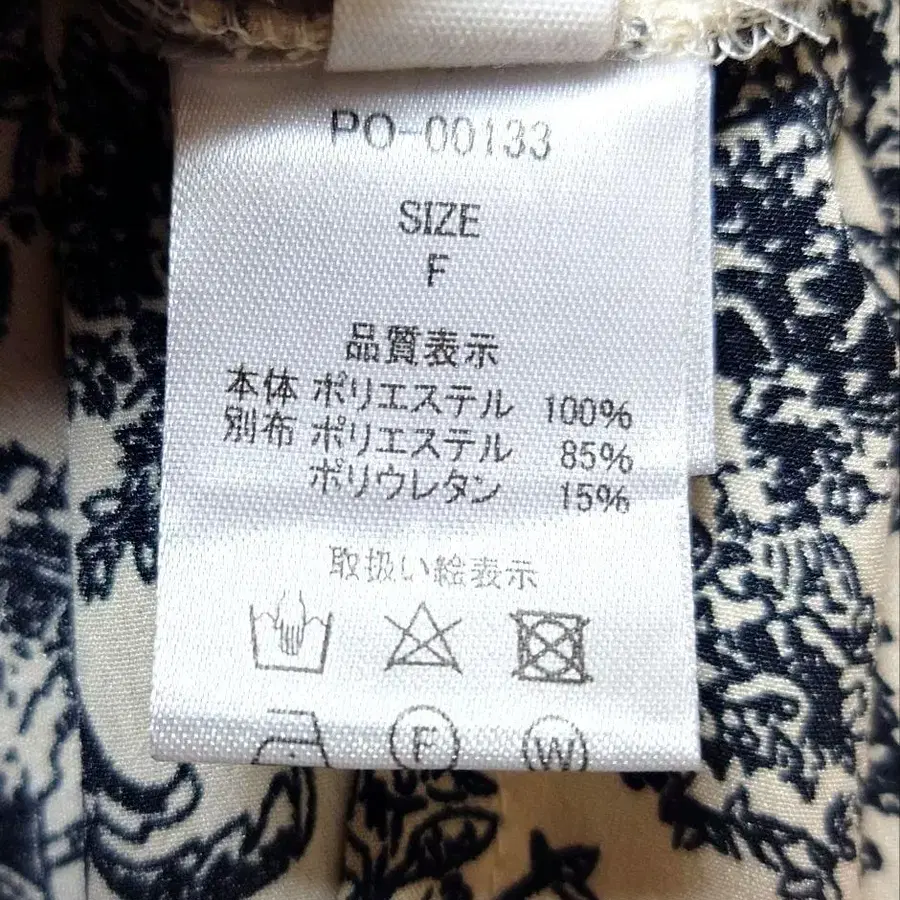 PO-00133
SIZE
F
品質表示
本体 ポリエステル 100%
別布 ポリエステル 85%
ポリウレタン 15%
取扱い絵表示
F W